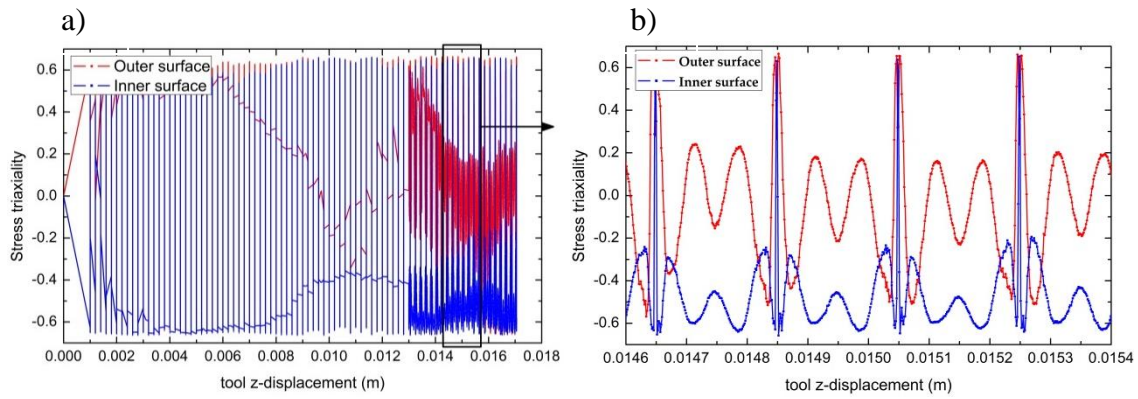 a)
Stress triaxiality
0.6
0.4
0.2
0.0
-0.2
-0.4
-0.6
Outer surface
Inner surface
0.000 0.002 0.004 0.006 0.008 0.010 0.012 0.014 0.016 0.018
tool z-displacement (m)
b)
Stress triaxiality
0.6
0.4
0.2
0.0
-0.2
-0.4
-0.6
Outer surface
Inner surface
0.0146 0.0147 0.0148 0.0149 0.0150 0.0151 0.0152 0.0153 0.0154
tool z-displacement (m)